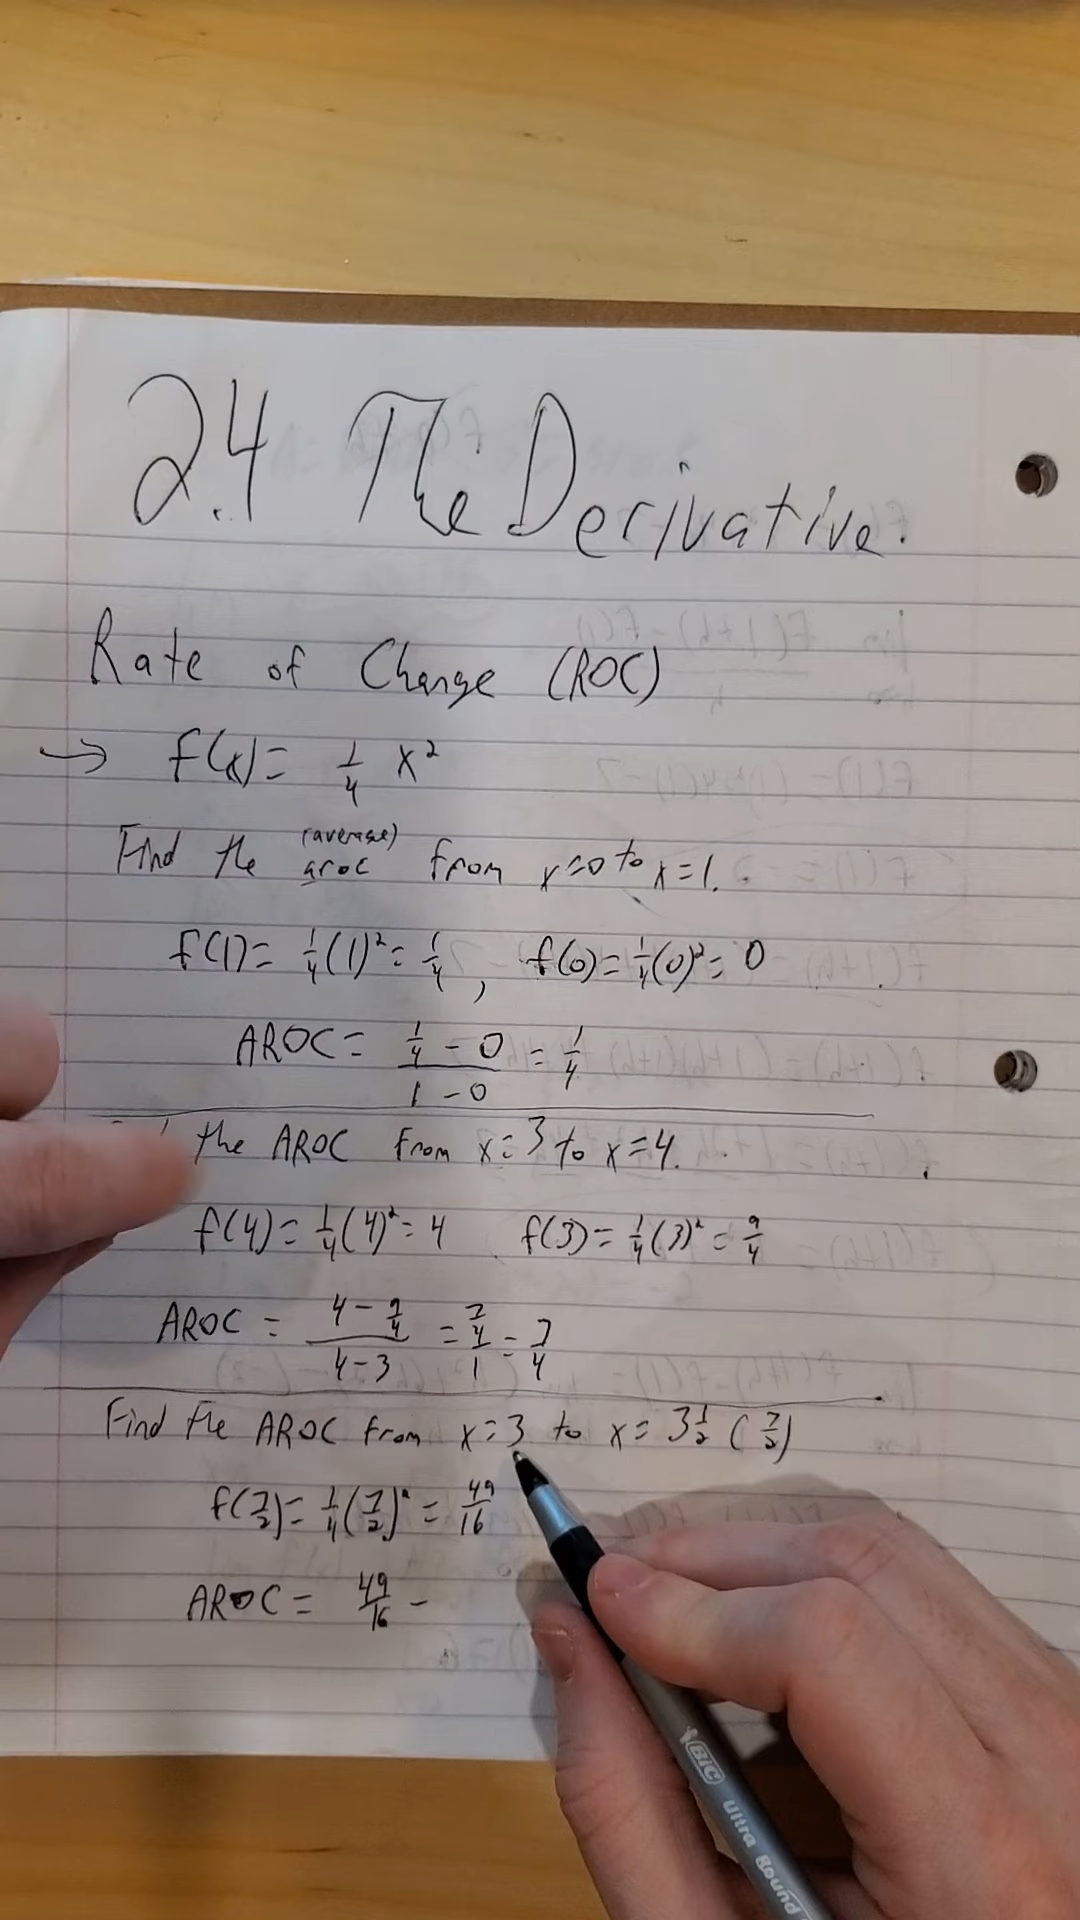 2.4 The Derivative.
Rate of Change (ROC)
→ f(x) = 1/4 x²
(average)
Find the aroc from x=0 to x=1.
f(1) = 1/4(1)² = 1/4, f(0) = 1/4(0)² = 0
AROC = (1/4 - 0)/(1 - 0) = 1/4
the AROC from x=3 to x=4.
f(4) = 1/4(4)² = 4 f(3) = 1/4(3)² = 9/4
AROC = (4 - 9/4)/(4-3) = (7/4)/1 = 7/4
Find the AROC from x=3 to x=3 1/2 (7/2)
f(7/2) = 1/4(7/2)² = 49/16
AROC = 49/16 -
BIC Ultra Round